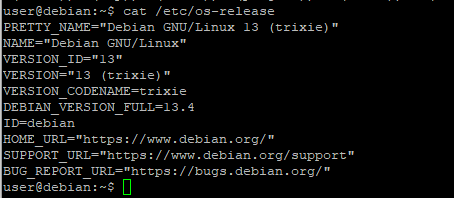 user@debian:~$ cat /etc/os-release
PRETTY_NAME="Debian GNU/Linux 13 (trixie)"
NAME="Debian GNU/Linux"
VERSION_ID="13"
VERSION="13 (trixie)"
VERSION_CODENAME=trixie
DEBIAN_VERSION_FULL=13.4
ID=debian
HOME_URL="https://www.debian.org/"
SUPPORT_URL="https://www.debian.org/support"
BUG_REPORT_URL="https://bugs.debian.org/"
user@debian:~$